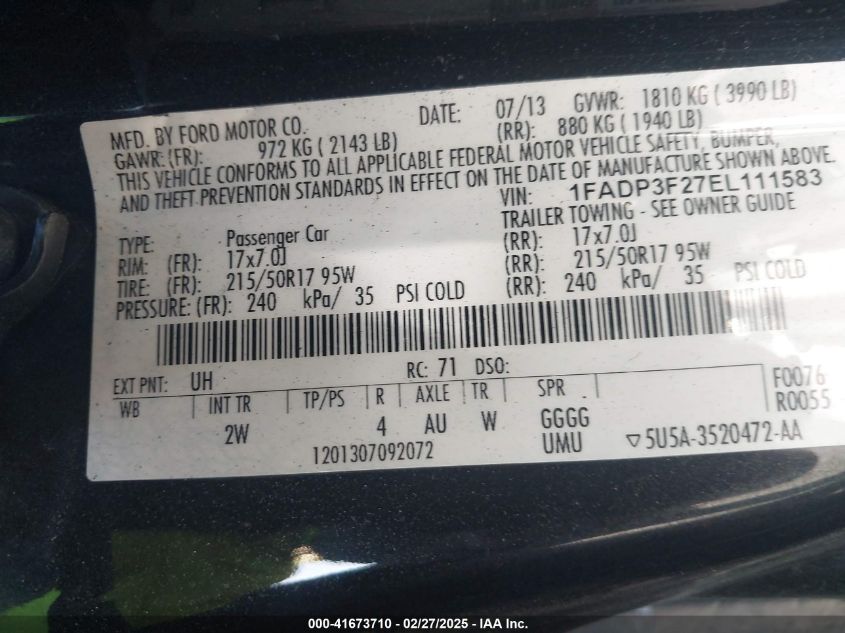 MFD. BY FORD MOTOR CO. DATE: 07/13 GVWR: 1810 KG ( 3990 LB)
GAWR: (FR): 972 KG ( 2143 LB) (RR): 880 KG ( 1940 LB)
THIS VEHICLE CONFORMS TO ALL APPLICABLE FEDERAL MOTOR VEHICLE SAFETY, BUMPER,
AND THEFT PREVENTION STANDARDS IN EFFECT ON THE DATE OF MANUFACTURE SHOWN ABOVE.
VIN: 1FADP3F27EL111583
TRAILER TOWING - SEE OWNER GUIDE
TYPE: Passenger Car
RIM: (FR): 17x7.0J (RR): 17x7.0J
TIRE: (FR): 215/50R17 95W (RR): 215/50R17 95W
PRESSURE: (FR): 240 kPa/ 35 PSI COLD (RR): 240 kPa/ 35 PSI COLD
EXT PNT: UH RC: 71 DSO:
WB INT TR TP/PS R AXLE TR SPR F0076
2W 4 AU W GGGG R0055
1201307092072 UMU ▽5U5A-3520472-AA
000-41673710 - 02/27/2025 - IAA Inc.